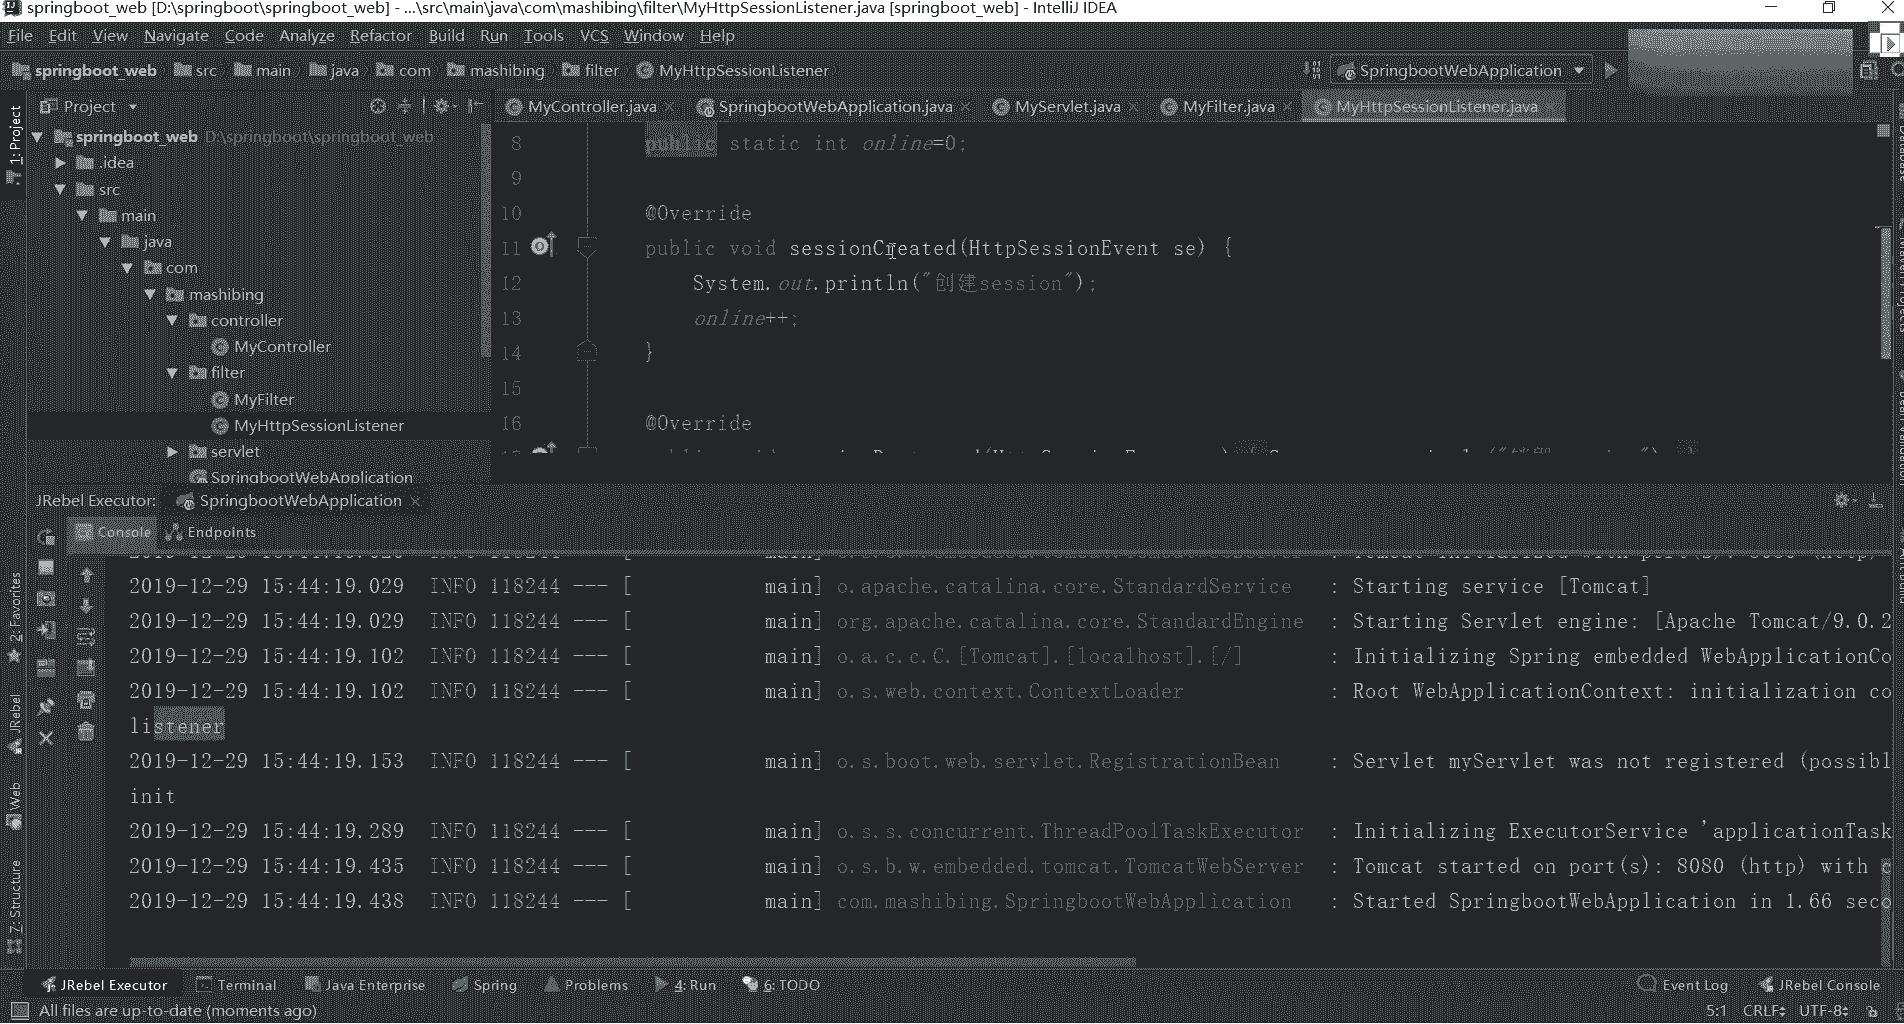 springboot_web [D:\springboot\springboot_web] - ...\src\main\java\com\mashibing\filter\MyHttpSessionListener.java [springboot_web] - IntelliJ IDEA
File Edit View Navigate Code Analyze Refactor Build Run Tools VCS Window Help
springboot_web src main java com mashibing filter MyHttpSessionListener SpringbootWebApplication
Project MyController.java SpringbootWebApplication.java MyServlet.java MyFilter.java MyHttpSessionListener.java
1: Project
springboot_web D:\springboot\springboot_web
.idea
src
main
java
com
mashibing
controller
MyController
filter
MyFilter
MyHttpSessionListener
servlet
SpringbootWebApplication
8 public static int online=0;
9
10 @Override
11 public void sessionCreated(HttpSessionEvent se) {
12 System.out.println("创建session");
13 online++;
14 }
15
16 @Override
JRebel Executor: SpringbootWebApplication
Console Endpoints
2019-12-29 15:44:19.029 INFO 118244 --- [ main] o.apache.catalina.core.StandardService : Starting service [Tomcat]
2019-12-29 15:44:19.029 INFO 118244 --- [ main] org.apache.catalina.core.StandardEngine : Starting Servlet engine: [Apache Tomcat/9.0.2
2019-12-29 15:44:19.102 INFO 118244 --- [ main] o.a.c.c.C.[Tomcat].[localhost].[/] : Initializing Spring embedded WebApplicationCo
2019-12-29 15:44:19.102 INFO 118244 --- [ main] o.s.web.context.ContextLoader : Root WebApplicationContext: initialization co
listener
2019-12-29 15:44:19.153 INFO 118244 --- [ main] o.s.boot.web.servlet.RegistrationBean : Servlet myServlet was not registered (possibl
init
2019-12-29 15:44:19.289 INFO 118244 --- [ main] o.s.s.concurrent.ThreadPoolTaskExecutor : Initializing ExecutorService 'applicationTask
2019-12-29 15:44:19.435 INFO 118244 --- [ main] o.s.b.w.embedded.tomcat.TomcatWebServer : Tomcat started on port(s): 8080 (http) with c
2019-12-29 15:44:19.438 INFO 118244 --- [ main] com.mashibing.SpringbootWebApplication : Started SpringbootWebApplication in 1.66 seco
2: Favorites
JRebel
Web
7: Structure
JRebel Executor Terminal Java Enterprise Spring Problems 4: Run 6: TODO Event Log JRebel Console
All files are up-to-date (moments ago) 5:1 CRLF UTF-8